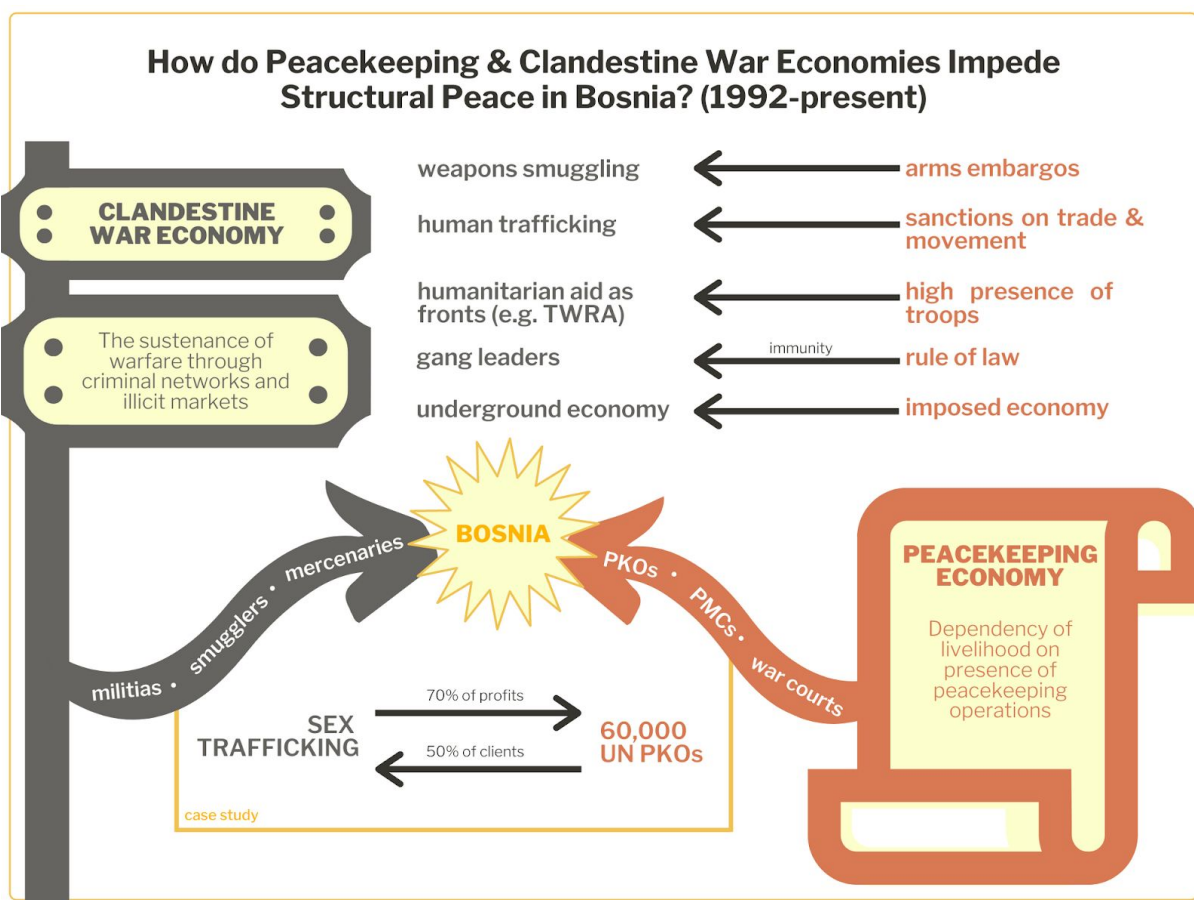 How do Peacekeeping & Clandestine War Economies Impede
Structural Peace in Bosnia? (1992-present)
CLANDESTINE
WAR ECONOMY
The sustenance of
warfare through
criminal networks and
illicit markets
weapons smuggling
arms embargos
human trafficking
sanctions on trade &
movement
humanitarian aid as
fronts (e.g. TWRA)
high presence of
troops
gang leaders
immunity
rule of law
underground economy
imposed economy
militias • smugglers • mercenaries
BOSNIA
PKOs • PMCs • war courts
PEACEKEEPING
ECONOMY
Dependency of
livelihood on
presence of
peacekeeping
operations
SEX
TRAFFICKING
70% of profits
50% of clients
60,000
UN PKOs
case study